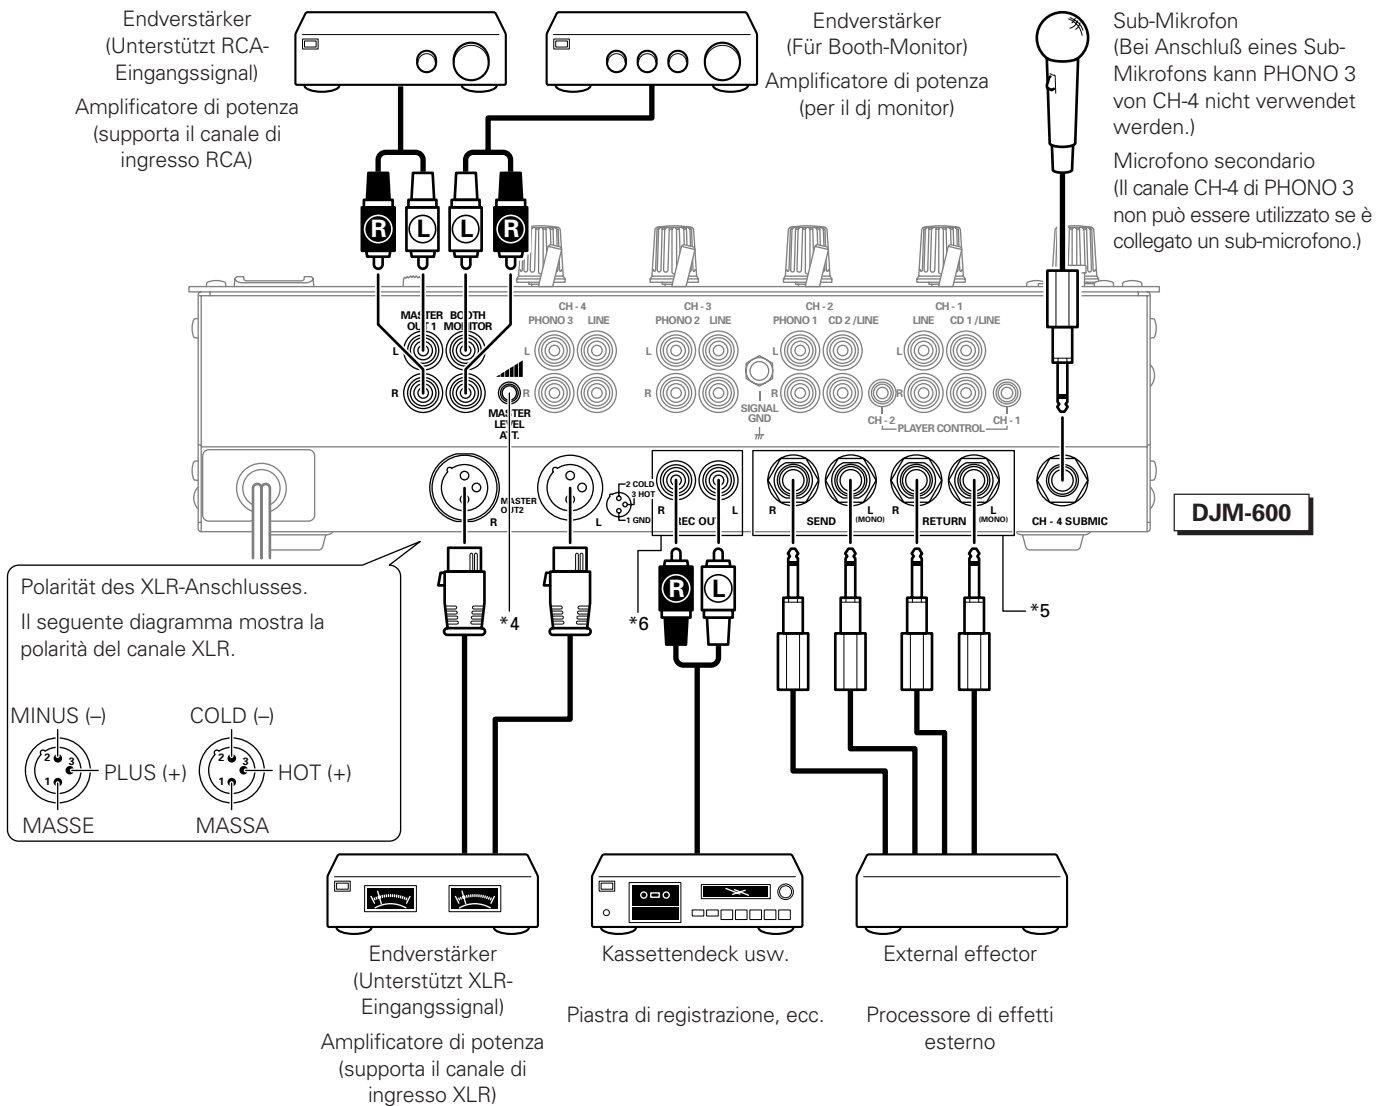 Endverstärker
(Unterstützt RCA-
Eingangssignal)
Amplificatore di potenza
(supporta il canale di
ingresso RCA)
Endverstärker
(Für Booth-Monitor)
Amplificatore di potenza
(per il dj monitor)
Sub-Mikrofon
(Bei Anschluß eines Sub-
Mikrofons kann PHONO 3
von CH-4 nicht verwendet
werden.)
Microfono secondario
(Il canale CH-4 di PHONO 3
non può essere utilizzato se è
collegato un sub-microfono.)
R L L R
CH - 4 CH - 3 CH - 2 CH - 1
MASTER OUT 1
BOOTH MONITOR
PHONO 3 LINE PHONO 2 LINE PHONO 1 CD 2 /LINE LINE CD 1 /LINE
L L L L L
R R R R R
MASTER
LEVEL
ATT.
SIGNAL
GND
CH - 2 PLAYER CONTROL CH - 1
MASTER
OUT2
R L
2 COLD
3 HOT
1 GND
R REC OUT L
R SEND L
(MONO)
R RETURN L
(MONO)
CH - 4 SUBMIC
DJM-600
*4
*6
R L
*5
Polarität des XLR-Anschlusses.
Il seguente diagramma mostra la
polarità del canale XLR.
MINUS (–) COLD (–)
2 3 1 PLUS (+) 2 3 1 HOT (+)
MASSE MASSA
Endverstärker
(Unterstützt XLR-
Eingangssignal)
Amplificatore di potenza
(supporta il canale di
ingresso XLR)
Kassettendeck usw.
Piastra di registrazione, ecc.
External effector
Processore di effetti
esterno